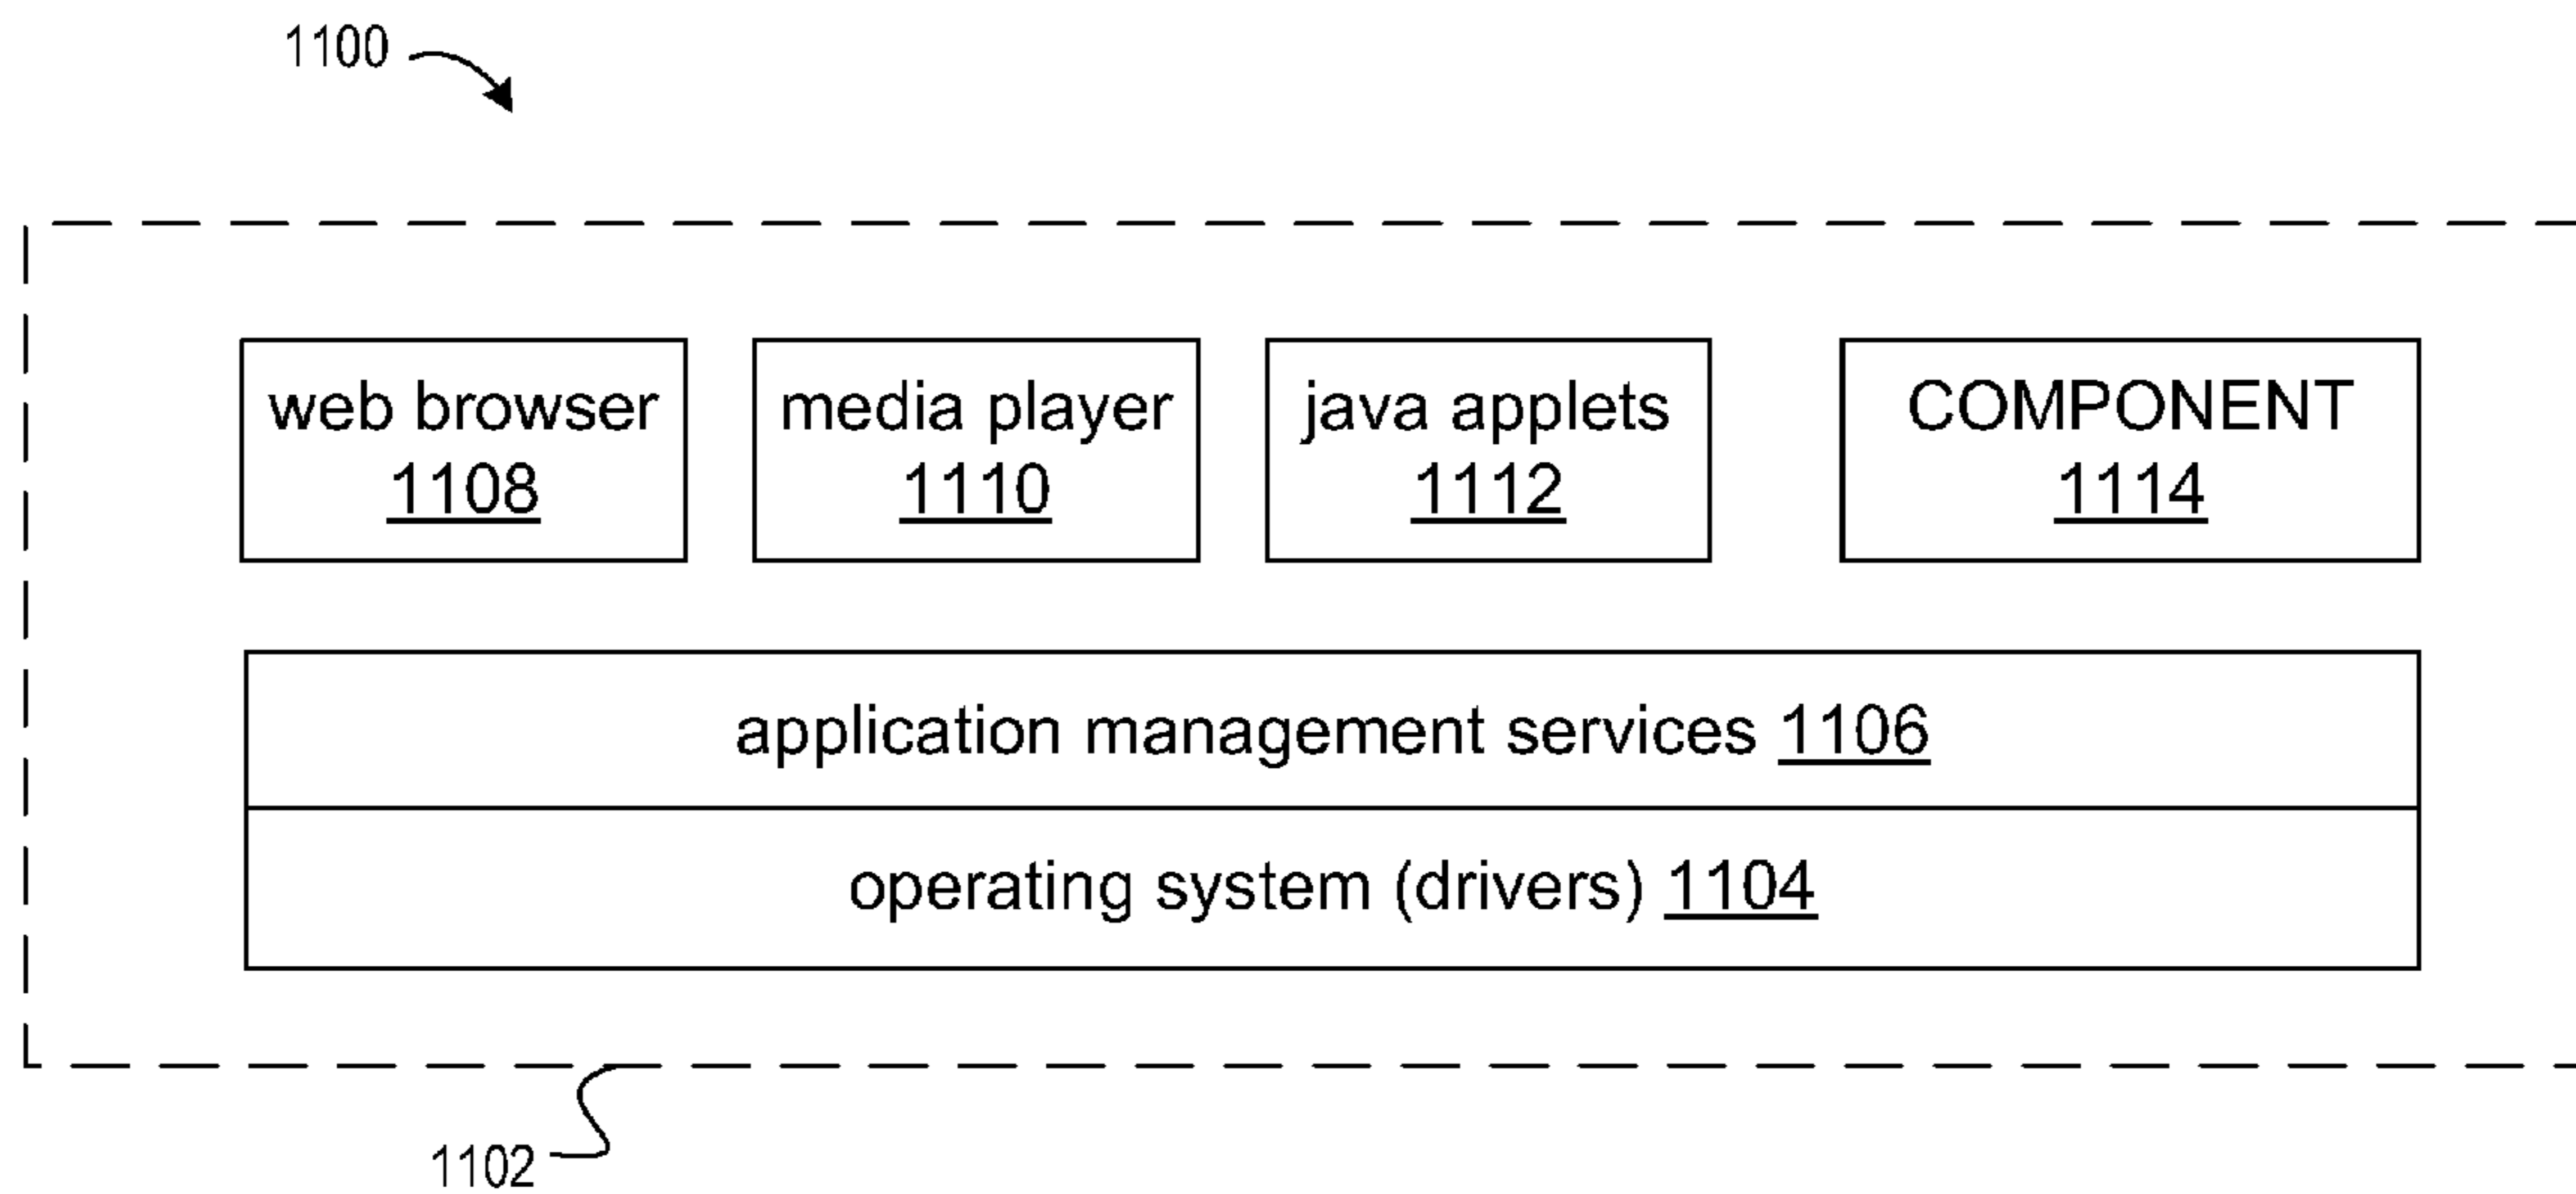 1100
web browser
1108
media player
1110
java applets
1112
COMPONENT
1114
application management services 1106
operating system (drivers) 1104
1102